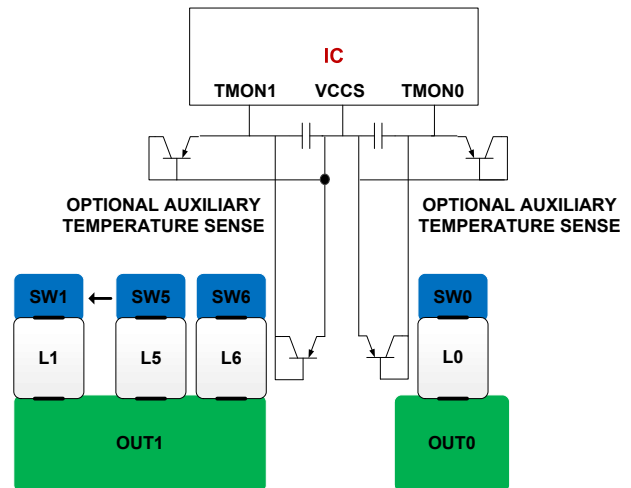 IC
TMON1 VCCS TMON0
OPTIONAL AUXILIARY
TEMPERATURE SENSE
OPTIONAL AUXILIARY
TEMPERATURE SENSE
SW1 SW5 SW6 SW0
L1 L5 L6 L0
OUT1 OUT0